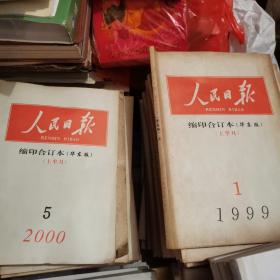 人民日报
RENMIN RIBAO
缩印合订本(华东版)
(上半月)
5
2000
人民日报
RENMIN RIBAO
缩印合订本(华东版)
(上半月)
1
1999